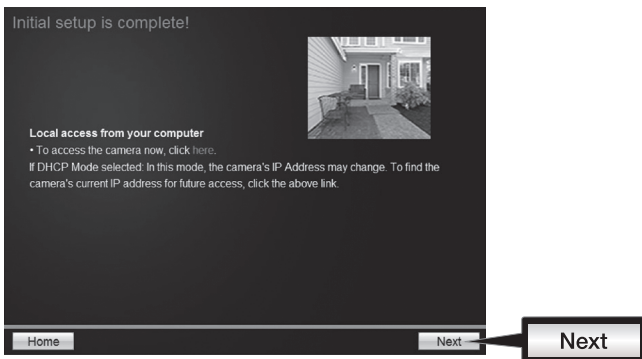 Initial setup is complete!
Local access from your computer
• To access the camera now, click here.
If DHCP Mode selected: In this mode, the camera's IP Address may change. To find the
camera's current IP address for future access, click the above link.
Home
Next
Next